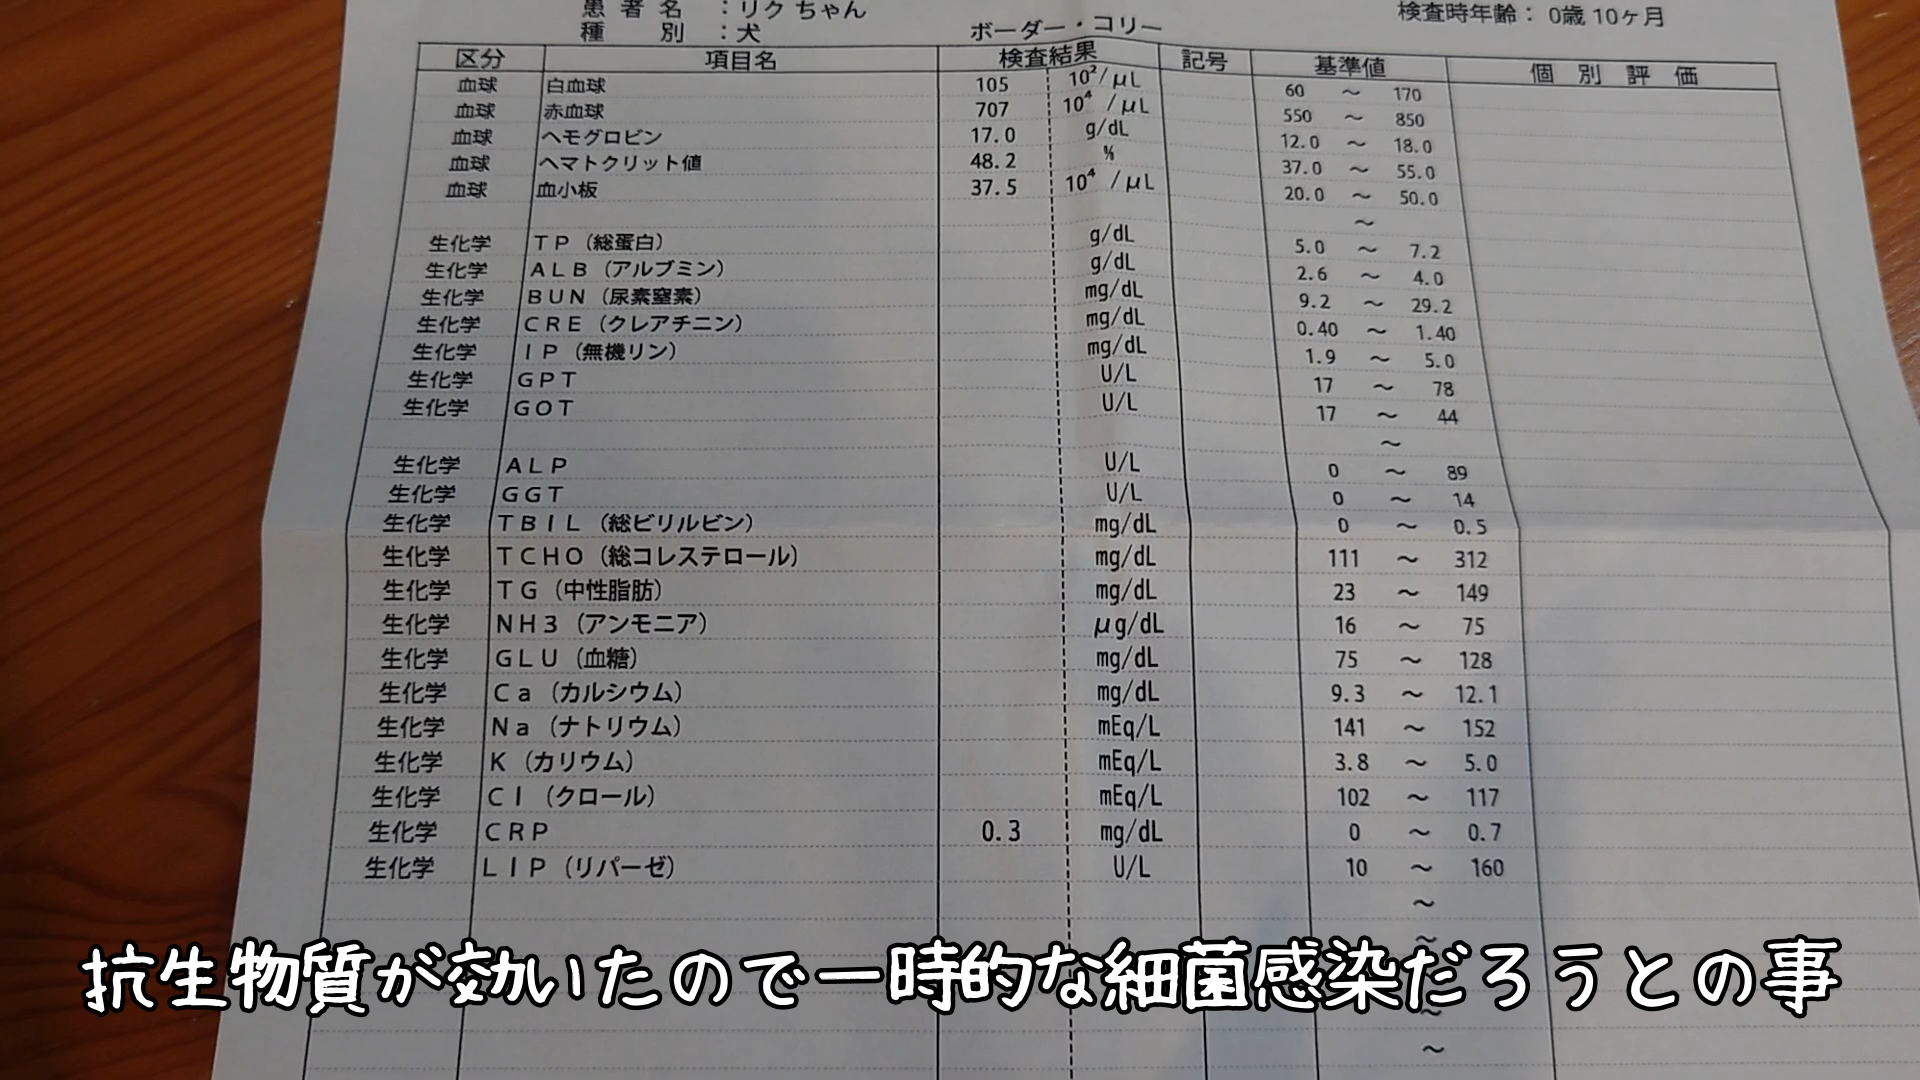 患者名 : リク ちゃん 検査時年齢: 0歳 10ヶ月
種別 : 犬 ボーダー・コリー
区分 項目名 検査結果 記号 基準値 個別評価
血球 白血球 105 10²/μL 60 ～ 170
血球 赤血球 707 10⁴/μL 550 ～ 850
血球 ヘモグロビン 17.0 g/dL 12.0 ～ 18.0
血球 ヘマトクリット値 48.2 % 37.0 ～ 55.0
血球 血小板 37.5 10⁴/μL 20.0 ～ 50.0
～
生化学 TP（総蛋白） g/dL 5.0 ～ 7.2
生化学 ALB（アルブミン） g/dL 2.6 ～ 4.0
生化学 BUN（尿素窒素） mg/dL 9.2 ～ 29.2
生化学 CRE（クレアチニン） mg/dL 0.40 ～ 1.40
生化学 IP（無機リン） mg/dL 1.9 ～ 5.0
生化学 GPT U/L 17 ～ 78
生化学 GOT U/L 17 ～ 44
～
生化学 ALP U/L 0 ～ 89
生化学 GGT U/L 0 ～ 14
生化学 TBIL（総ビリルビン） mg/dL 0 ～ 0.5
生化学 TCHO（総コレステロール） mg/dL 111 ～ 312
生化学 TG（中性脂肪） mg/dL 23 ～ 149
生化学 NH3（アンモニア） μg/dL 16 ～ 75
生化学 GLU（血糖） mg/dL 75 ～ 128
生化学 Ca（カルシウム） mg/dL 9.3 ～ 12.1
生化学 Na（ナトリウム） mEq/L 141 ～ 152
生化学 K（カリウム） mEq/L 3.8 ～ 5.0
生化学 Cl（クロール） mEq/L 102 ～ 117
生化学 CRP 0.3 mg/dL 0 ～ 0.7
生化学 LIP（リパーゼ） U/L 10 ～ 160
～
～
抗生物質が効いたので一時的な細菌感染だろうとの事
～
～